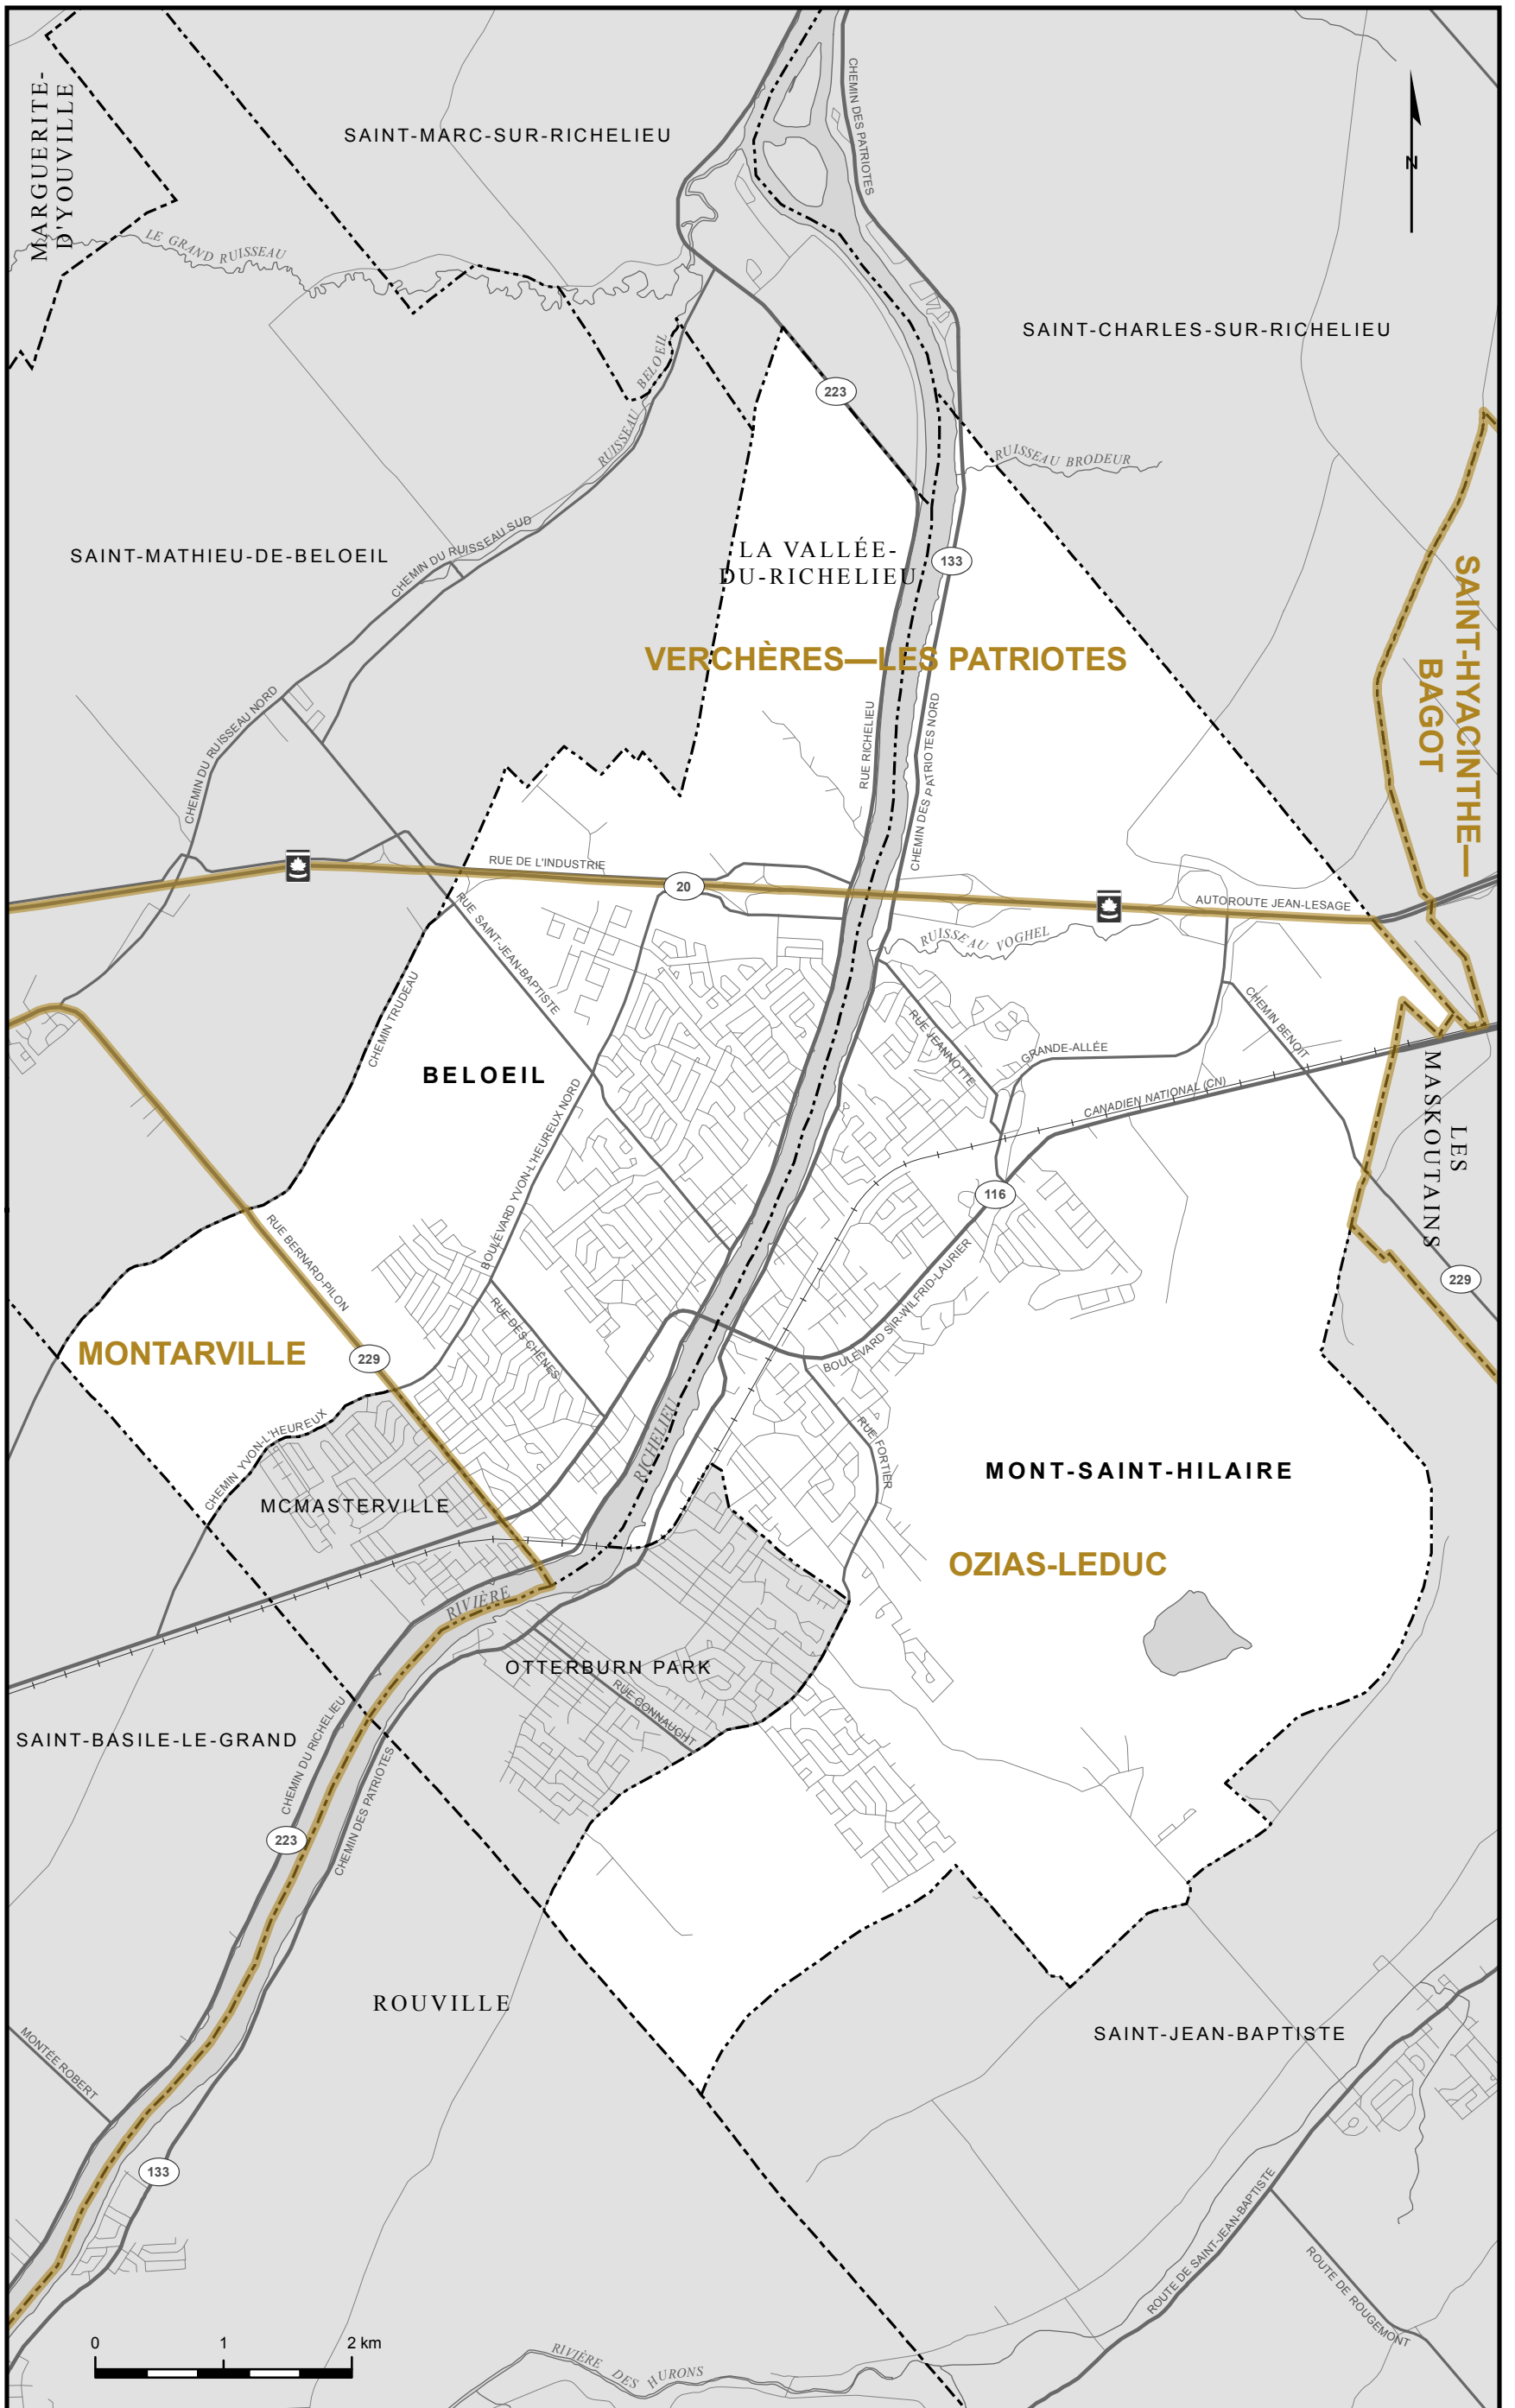 MARGUERITE-
D'YOUVILLE
SAINT-MARC-SUR-RICHELIEU
CHEMIN DES PATRIOTES
N
LE GRAND RUISSEAU
SAINT-CHARLES-SUR-RICHELIEU
RUISSEAU BELOEIL
223
RUISSEAU BRODEUR
CHEMIN DU RUISSEAU SUD
SAINT-MATHIEU-DE-BELOEIL
LA VALLÉE-
DU-RICHELIEU
133
SAINT-HYACINTHE—
BAGOT
VERCHÈRES—LES PATRIOTES
CHEMIN DU RUISSEAU NORD
RUE RICHELIEU
CHEMIN DES PATRIOTES NORD
RUE DE L'INDUSTRIE
20
AUTOROUTE JEAN-LESAGE
RUE SAINT-JEAN-BAPTISTE
RUISSEAU VOGHEL
CHEMIN TRUDEAU
RUE JEANNOTTE
CHEMIN BENOIT
GRANDE-ALLÉE
BELOEIL
CANADIEN NATIONAL (CN)
LES
MASKOUTAINS
BOULEVARD YVON-L'HEUREUX NORD
116
RUE BERNARD-PILON
229
BOULEVARD SIR-WILFRID-LAURIER
RUE DES CHÊNES
MONTARVILLE
229
CHEMIN YVON-L'HEUREUX
RICHELIEU
RUE FORTIER
MONT-SAINT-HILAIRE
MCMASTERVILLE
OZIAS-LEDUC
RIVIÈRE
OTTERBURN PARK
RUE CONNAUGHT
SAINT-BASILE-LE-GRAND
CHEMIN DU RICHELIEU
CHEMIN DES PATRIOTES
223
ROUVILLE
SAINT-JEAN-BAPTISTE
MONTÉE ROBERT
133
ROUTE DE SAINT-JEAN-BAPTISTE
ROUTE DE ROUGEMONT
0 1 2 km
RIVIÈRE DES HURONS